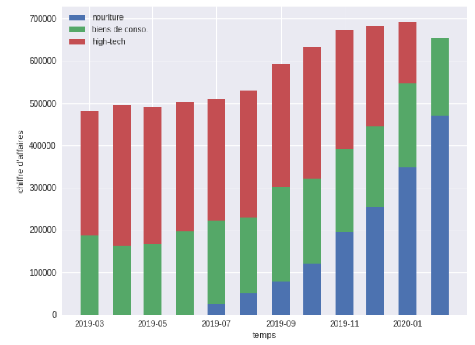 nouriture
biens de conso.
high-tech
700000
600000
500000
400000
300000
200000
100000
0
chiffre d'affaires
2019-03
2019-05
2019-07
2019-09
2019-11
2020-01
temps